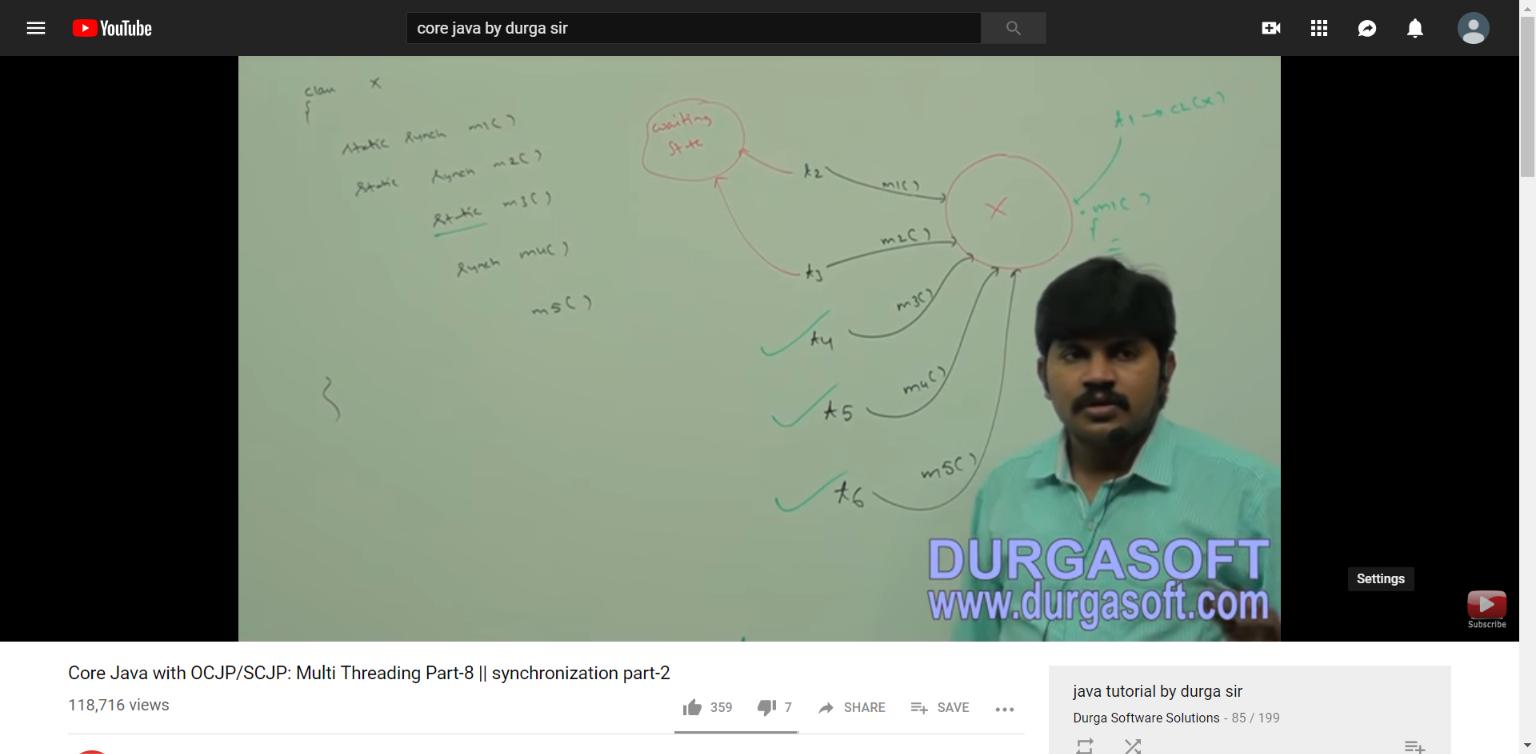 YouTube
core java by durga sir
class X
{
static synch m1( )
static synch m2( )
static m3( )
synch m4( )
m5( )
}
waiting
state
t1 → CL(X)
t2
m1( )
X
m1( )
{
=
t3
m2( )
t4
m3( )
t5
m4( )
t6
m5( )
DURGASOFT
www.durgasoft.com
Settings
Subscribe
Core Java with OCJP/SCJP: Multi Threading Part-8 || synchronization part-2
118,716 views
359
7
SHARE
SAVE
java tutorial by durga sir
Durga Software Solutions - 85 / 199